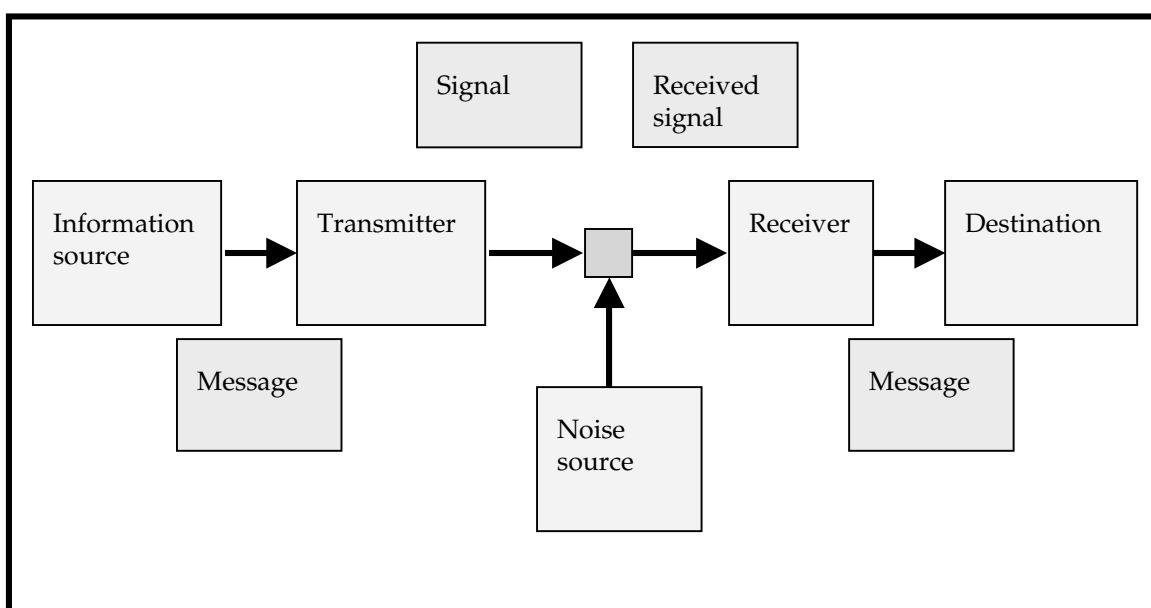 Signal
Received
signal
Information
source
Transmitter
Receiver
Destination
Message
Message
Noise
source